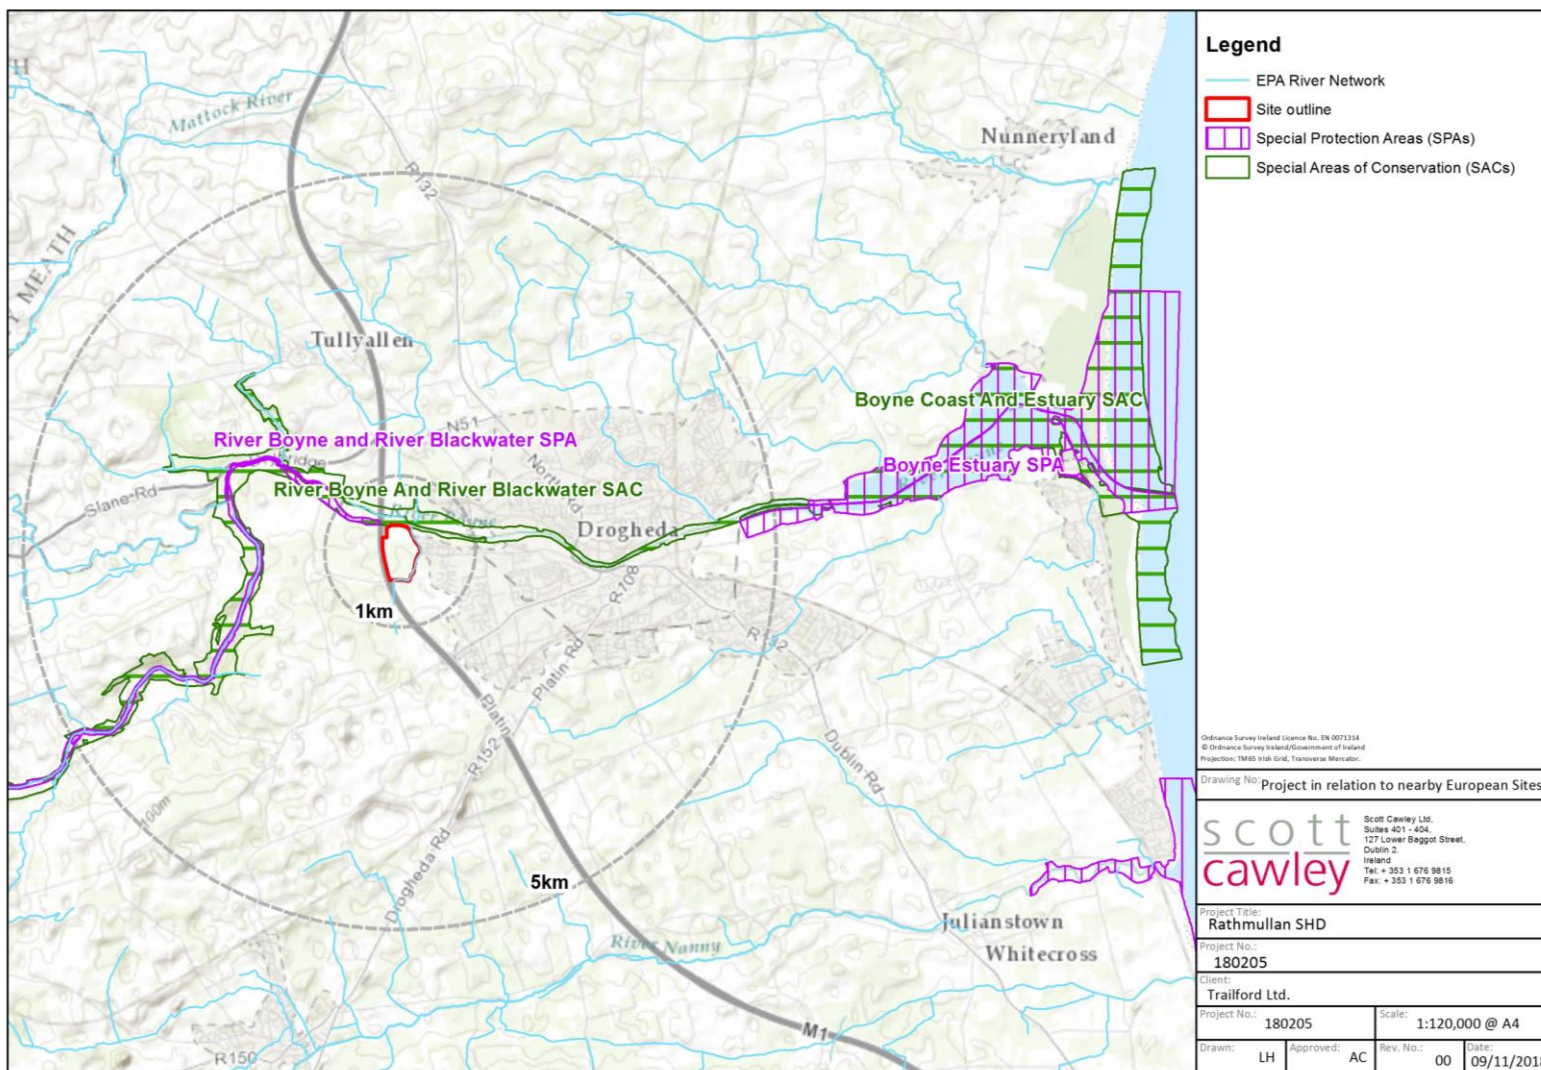 H
Mattock River
R132
Nunneryland
Y MEATH
Tullyallen
N51
Boyne Coast And Estuary SAC
River Boyne and River Blackwater SPA
Boyne Estuary SPA
River Boyne And River Blackwater SAC
Slane Rd
North Rd
River Boyne
Drogheda
R108
1km
R132
Platin Rd
Platin
R152
Dublin Rd
100m
Drogheda Rd
5km
Julianstown
River Nanny
Whitecross
M1
R150
Legend
EPA River Network
Site outline
Special Protection Areas (SPAs)
Special Areas of Conservation (SACs)
Ordnance Survey Ireland Licence No. EN 0071314
© Ordnance Survey Ireland/Government of Ireland
Projection: TM65 Irish Grid, Transverse Mercator.
Drawing No: Project in relation to nearby European Sites
scott
cawley
Scott Cawley Ltd.
Suites 401 - 404,
127 Lower Baggot Street,
Dublin 2.
Ireland
Tel: + 353 1 676 9815
Fax: + 353 1 676 9816
Project Title:
Rathmullan SHD
Project No.:
180205
Client:
Trailford Ltd.
Project No.: 180205
Scale: 1:120,000 @ A4
Drawn: LH
Approved: AC
Rev. No.: 00
Date: 09/11/2018